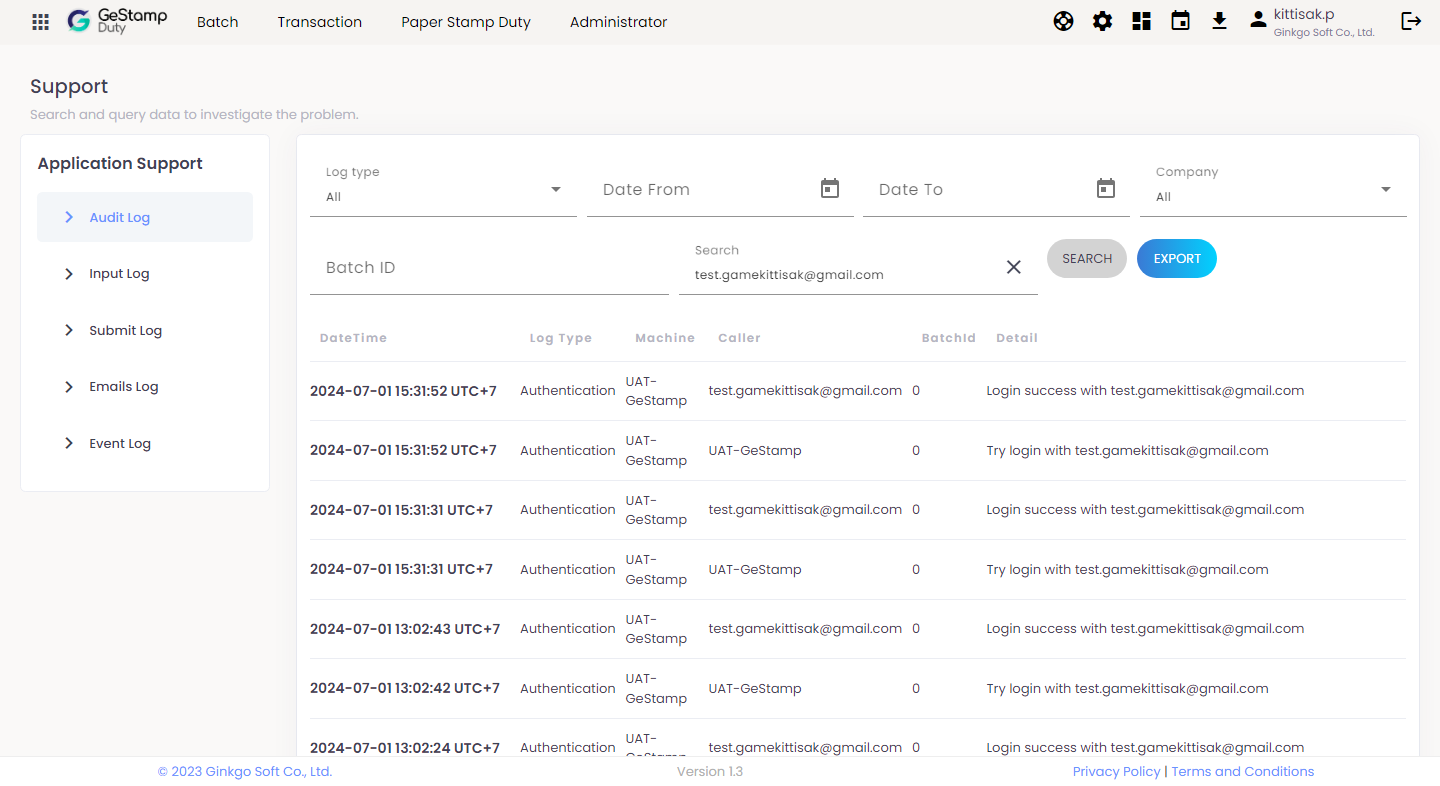 GeStamp
Duty
Batch
Transaction
Paper Stamp Duty
Administrator
kittisak.p
Ginkgo Soft Co., Ltd.
Support
Search and query data to investigate the problem.
Application Support
Audit Log
Input Log
Submit Log
Emails Log
Event Log
Log type
All
Date From
Date To
Company
All
Batch ID
Search
test.gamekittisak@gmail.com
SEARCH
EXPORT
DateTime Log Type Machine Caller BatchId Detail
2024-07-01 15:31:52 UTC+7 Authentication UAT-GeStamp test.gamekittisak@gmail.com 0 Login success with test.gamekittisak@gmail.com
2024-07-01 15:31:52 UTC+7 Authentication UAT-GeStamp UAT-GeStamp 0 Try login with test.gamekittisak@gmail.com
2024-07-01 15:31:31 UTC+7 Authentication UAT-GeStamp test.gamekittisak@gmail.com 0 Login success with test.gamekittisak@gmail.com
2024-07-01 15:31:31 UTC+7 Authentication UAT-GeStamp UAT-GeStamp 0 Try login with test.gamekittisak@gmail.com
2024-07-01 13:02:43 UTC+7 Authentication UAT-GeStamp test.gamekittisak@gmail.com 0 Login success with test.gamekittisak@gmail.com
2024-07-01 13:02:42 UTC+7 Authentication UAT-GeStamp UAT-GeStamp 0 Try login with test.gamekittisak@gmail.com
2024-07-01 13:02:24 UTC+7 Authentication UAT- test.gamekittisak@gmail.com 0 Login success with test.gamekittisak@gmail.com
© 2023 Ginkgo Soft Co., Ltd.
Version 1.3
Privacy Policy | Terms and Conditions